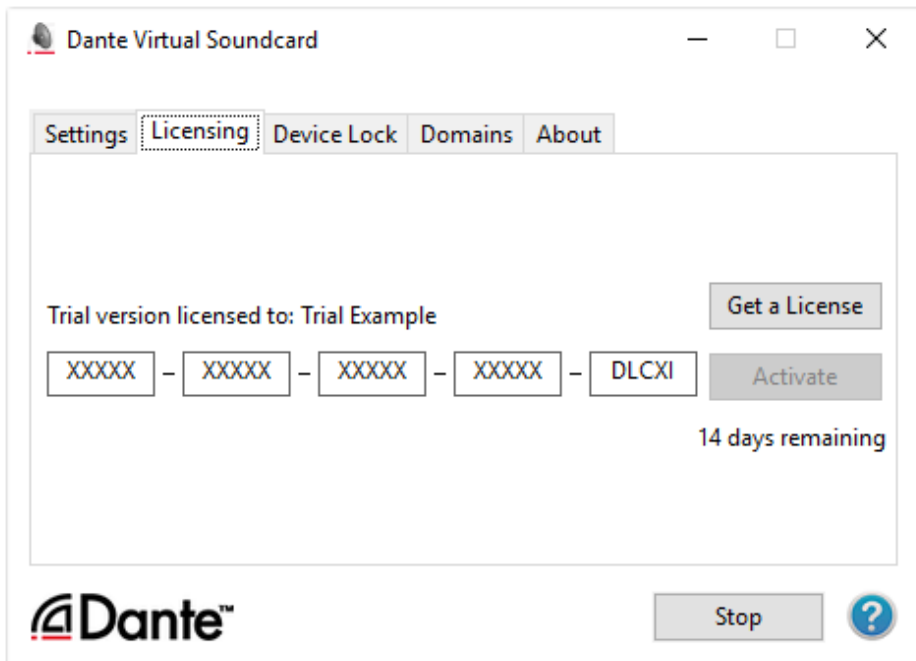 Dante Virtual Soundcard
Settings Licensing Device Lock Domains About
Trial version licensed to: Trial Example
Get a License
XXXXX – XXXXX – XXXXX – XXXXX – DLCXI
Activate
14 days remaining
Dante™
Stop
?